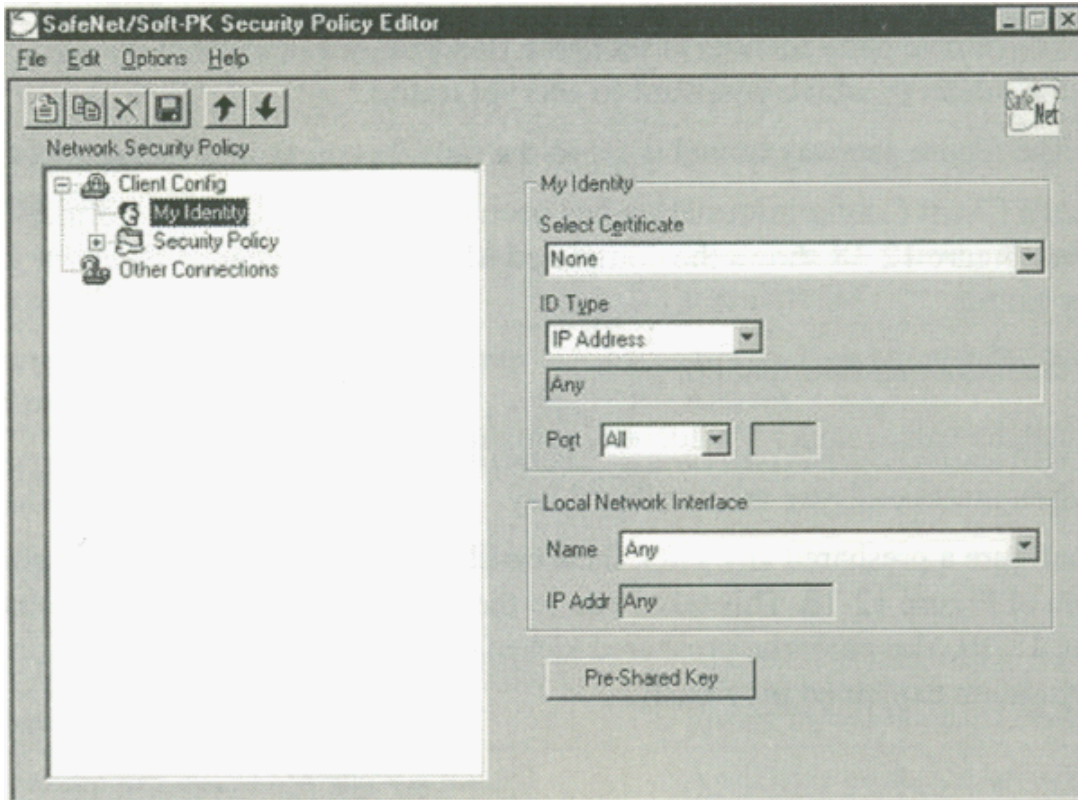 SafeNet/Soft-PK Security Policy Editor
File Edit Options Help
Safe Net
Network Security Policy
Client Config
My Identity
Security Policy
Other Connections
My Identity
Select Certificate
None
ID Type
IP Address
Any
Port All
Local Network Interface
Name Any
IP Addr Any
Pre-Shared Key